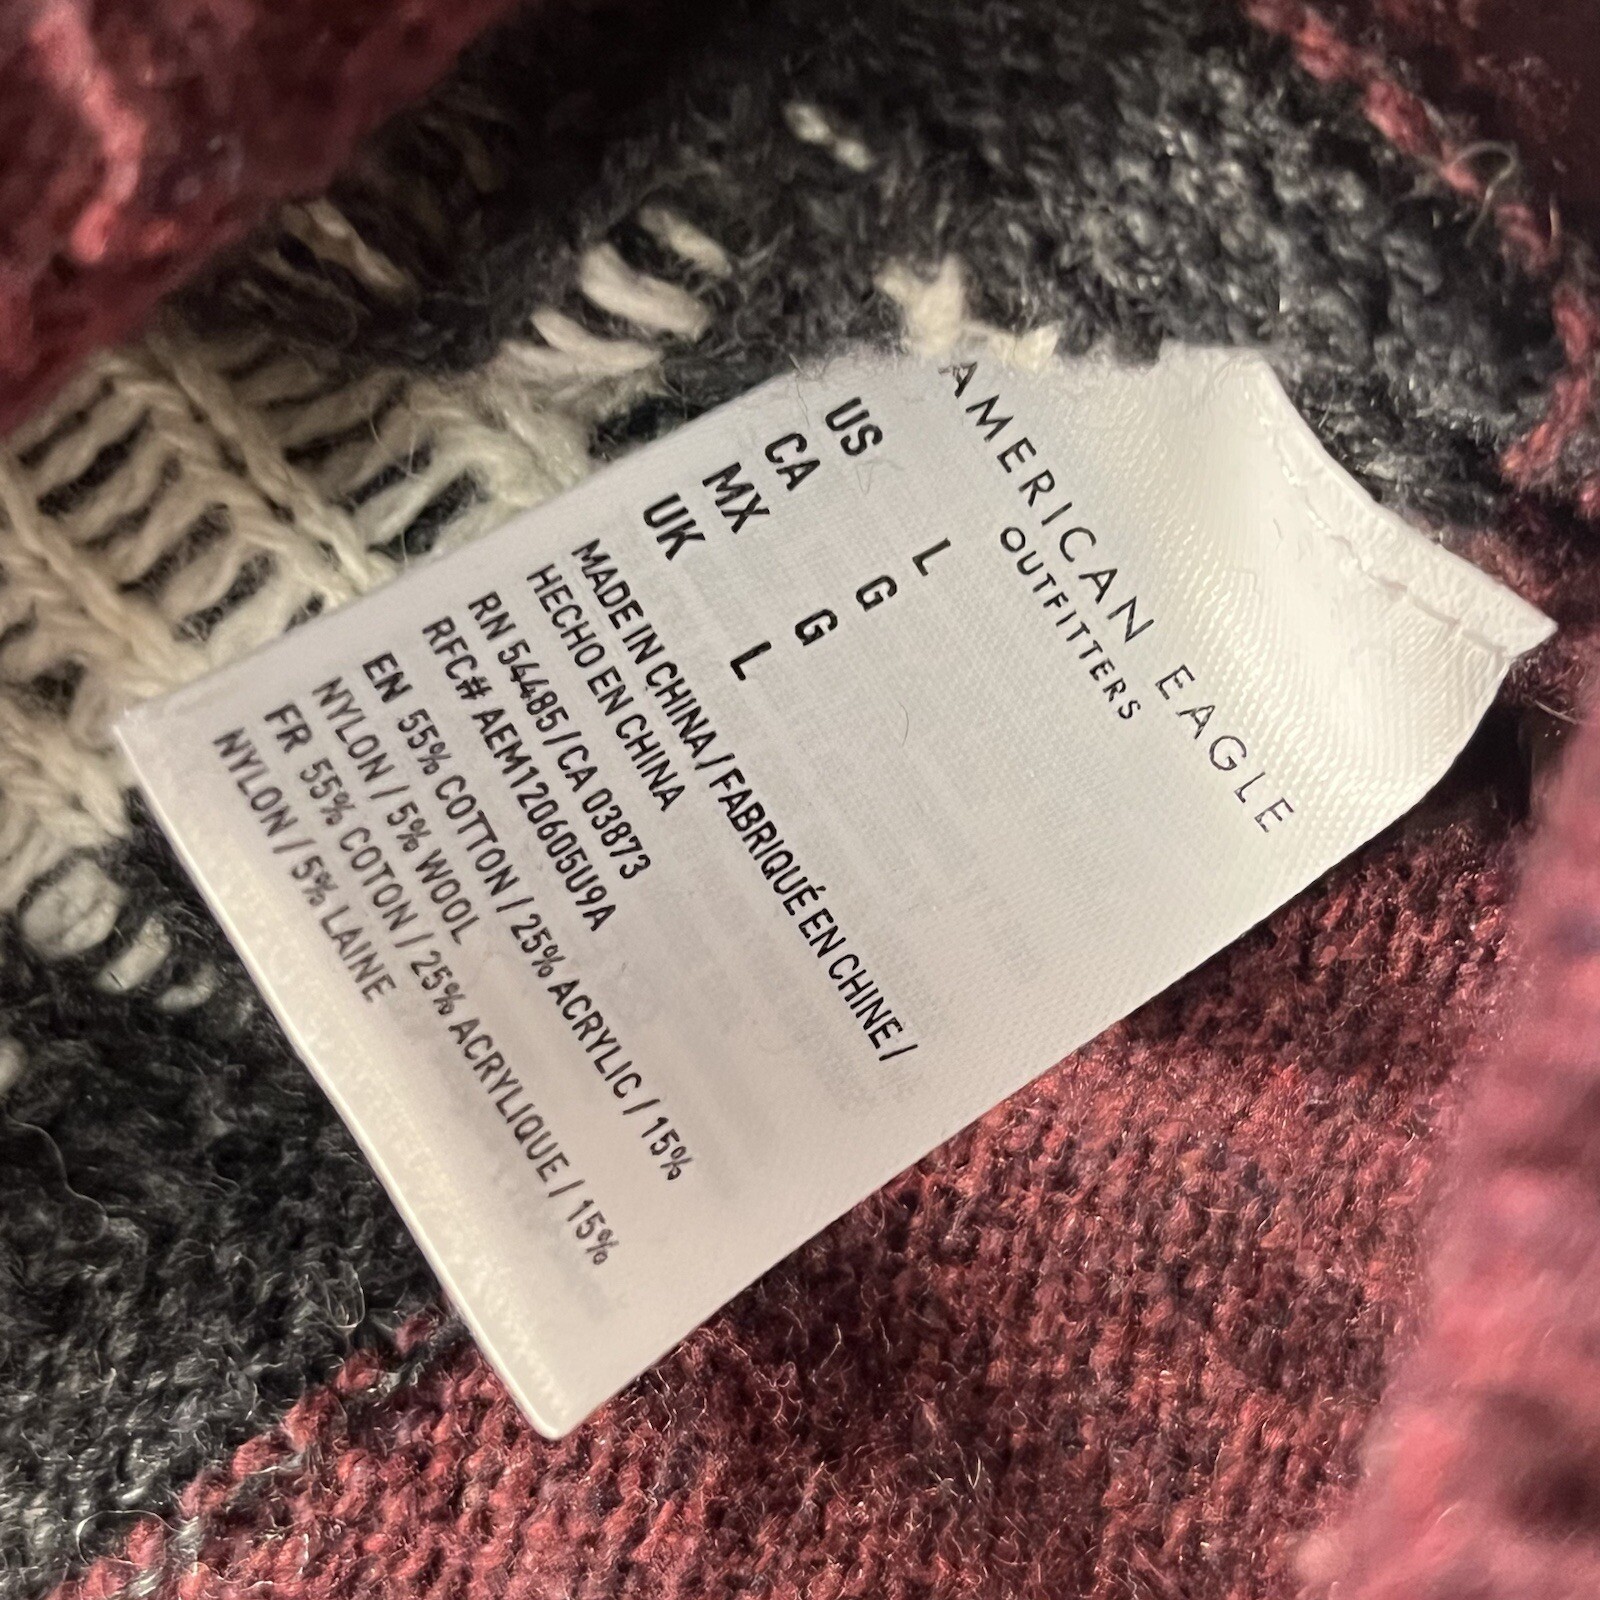 AMERICAN EAGLE
OUTFITTERS
US L
CA G
MX G
UK L
MADE IN CHINA / FABRIQUÉ EN CHINE /
HECHO EN CHINA
RN 54485 / CA 03873
RFC# AEM120605U9A
EN 55% COTTON / 25% ACRYLIC / 15%
NYLON / 5% WOOL
FR 55% COTON / 25% ACRYLIQUE / 15%
NYLON / 5% LAINE